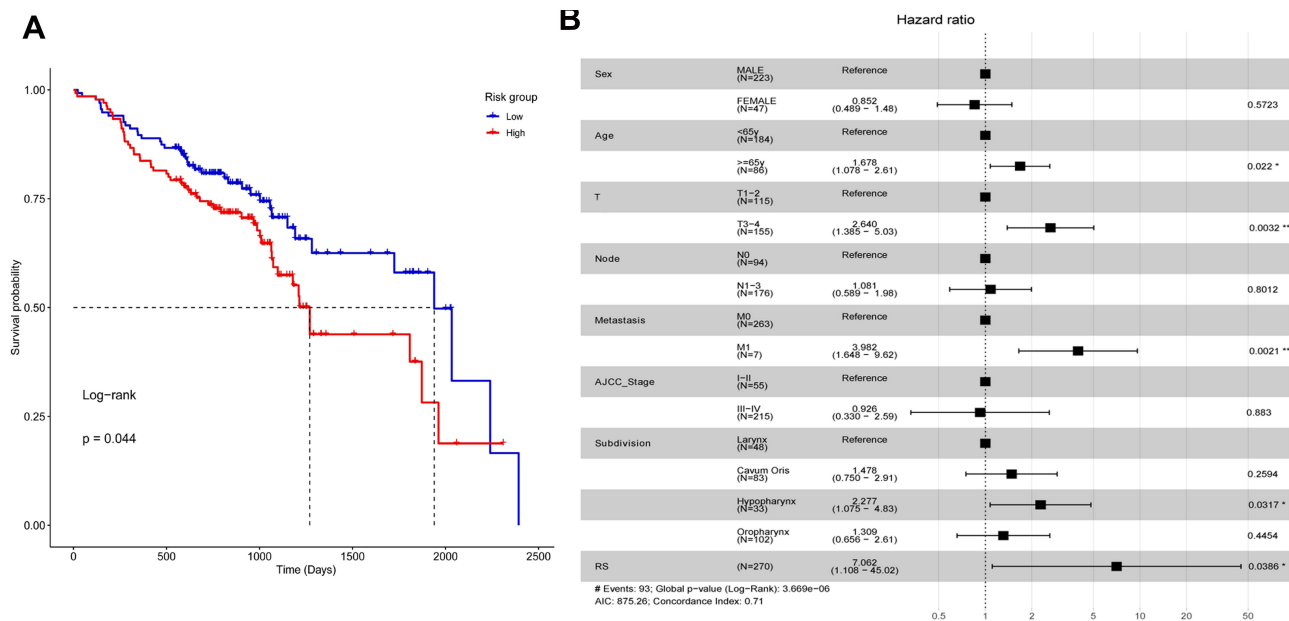 A
Survival probability
1.00
0.75
0.50
0.25
0.00
Risk group
Low
High
Log-rank
p = 0.044
0
500
1000
1500
2000
2500
Time (Days)
B
Hazard ratio
Sex
MALE
(N=223)
Reference
FEMALE
(N=47)
0.852
(0.489 − 1.48)
0.5723
Age
<65y
(N=184)
Reference
>=65y
(N=86)
1.678
(1.078 − 2.61)
0.022 *
T
T1−2
(N=115)
Reference
T3−4
(N=155)
2.640
(1.385 − 5.03)
0.0032 **
Node
N0
(N=94)
Reference
N1−3
(N=176)
1.081
(0.589 − 1.98)
0.8012
Metastasis
M0
(N=263)
Reference
M1
(N=7)
3.982
(1.648 − 9.62)
0.0021 **
AJCC_Stage
I−II
(N=55)
Reference
III−IV
(N=215)
0.926
(0.330 − 2.59)
0.883
Subdivision
Larynx
(N=48)
Reference
Cavum Oris
(N=83)
1.478
(0.750 − 2.91)
0.2594
Hypopharynx
(N=33)
2.277
(1.075 − 4.83)
0.0317 *
Oropharynx
(N=102)
1.309
(0.656 − 2.61)
0.4454
RS
(N=270)
7.062
(1.108 − 45.02)
0.0386 *
# Events: 93; Global p−value (Log−Rank): 3.669e−06
AIC: 875.26; Concordance Index: 0.71
0.5
1
2
5
10
20
50